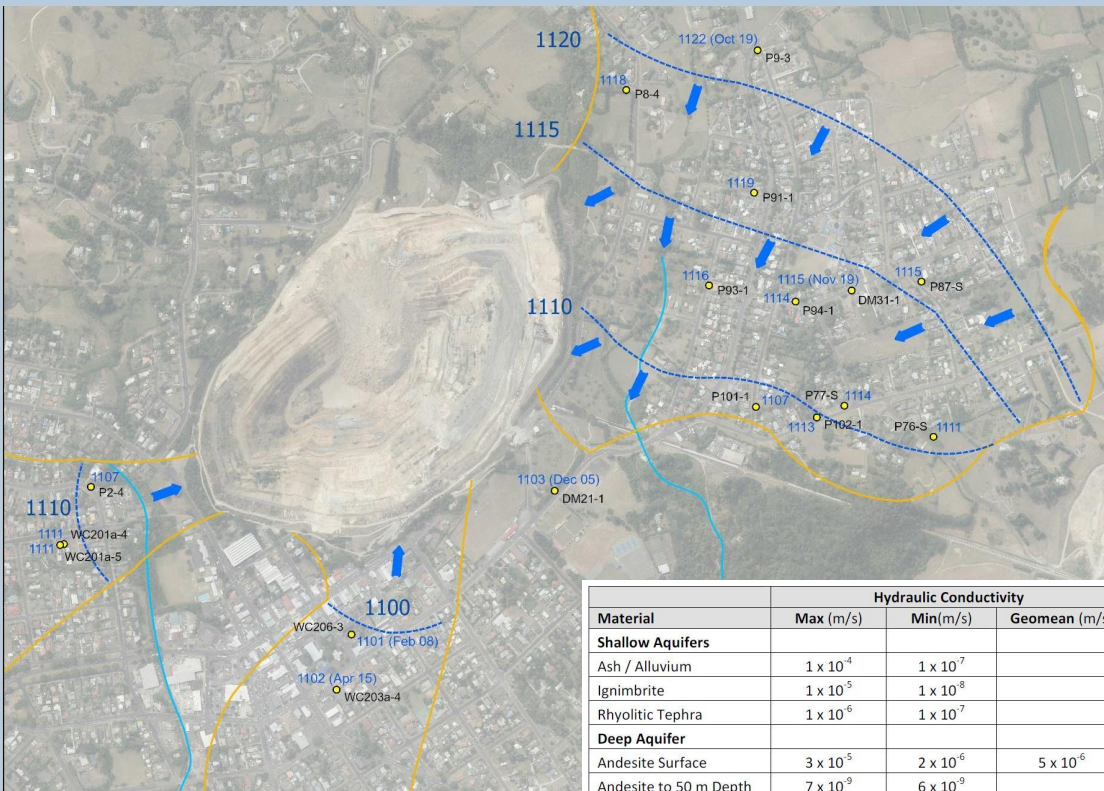 1120
1122 (Oct 19)
P9-3
1118
P8-4
1115
1119
P91-1
1116
P93-1
1115 (Nov 19)
DM31-1
1114
P94-1
1115
P87-S
1110
P101-1
1107
P77-S
1114
1113
P102-1
P76-S
1111
1107
P2-4
1103 (Dec 05)
DM21-1
1110
1111
WC201a-4
1111
WC201a-5
1100
WC206-3
1101 (Feb 08)
1102 (Apr 15)
WC203a-4
Hydraulic Conductivity
Material Max (m/s) Min(m/s) Geomean (m/s
Shallow Aquifers
Ash / Alluvium 1 x 10⁻⁴ 1 x 10⁻⁷
Ignimbrite 1 x 10⁻⁵ 1 x 10⁻⁸
Rhyolitic Tephra 1 x 10⁻⁶ 1 x 10⁻⁷
Deep Aquifer
Andesite Surface 3 x 10⁻⁵ 2 x 10⁻⁶ 5 x 10⁻⁶
Andesite to 50 m Depth 7 x 10⁻⁹ 6 x 10⁻⁹